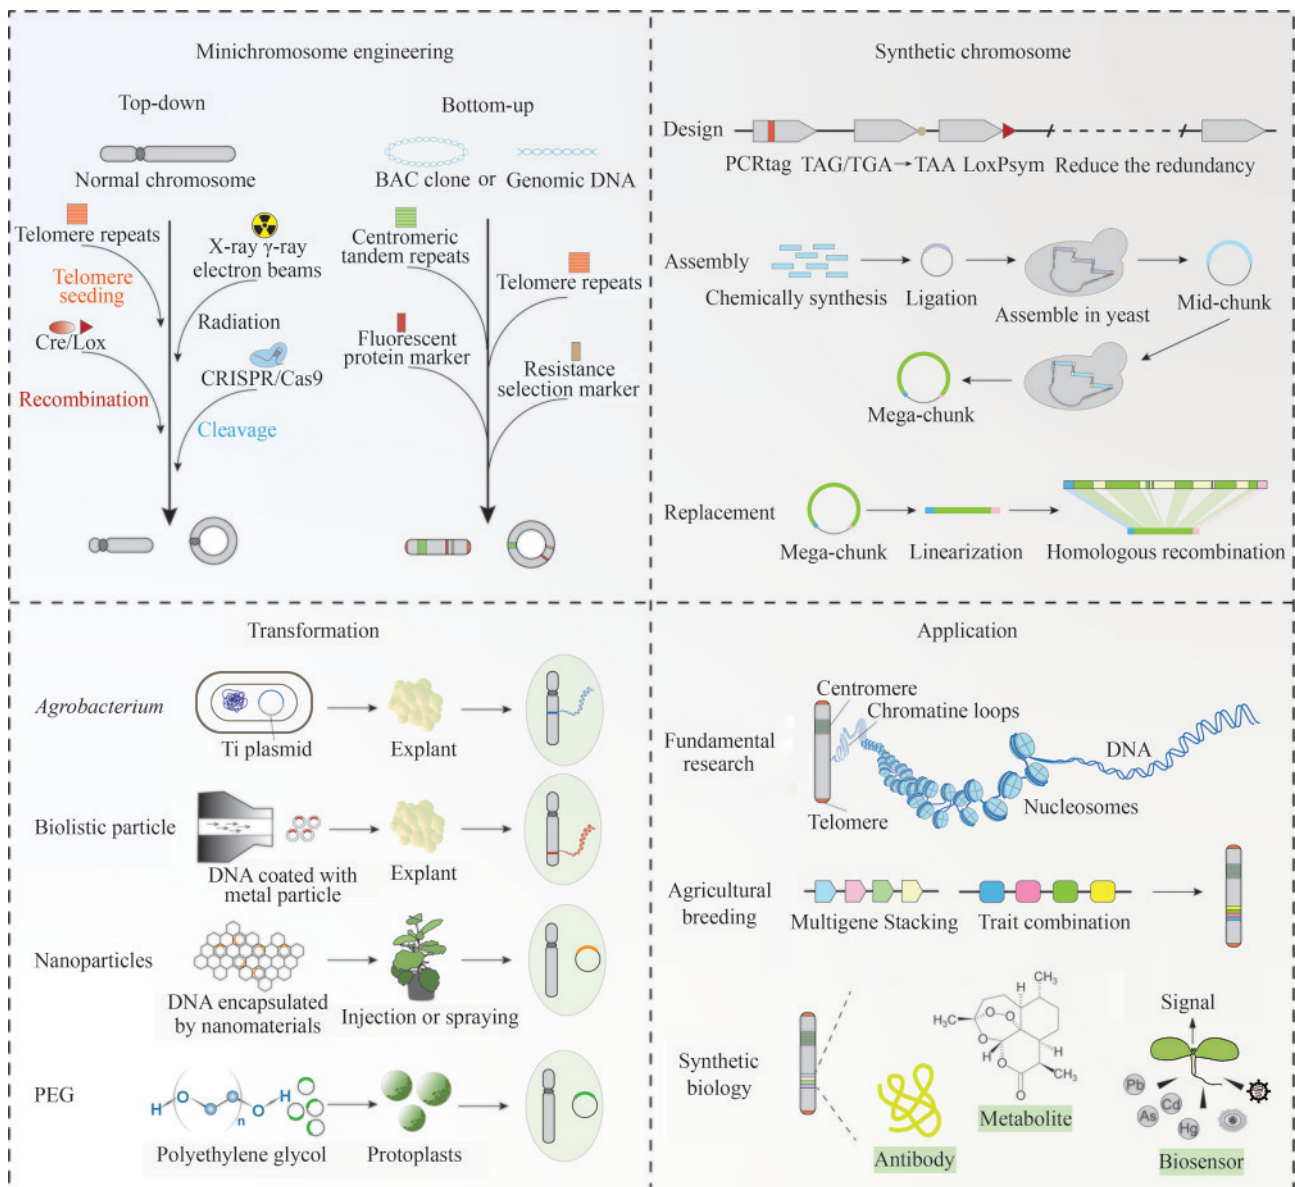 Minichromosome engineering
Top-down
Bottom-up
Normal chromosome
BAC clone or Genomic DNA
Telomere repeats
X-ray γ-ray
electron beams
Telomere
seeding
Radiation
Cre/Lox
CRISPR/Cas9
Recombination
Cleavage
Centromeric
tandem repeats
Telomere repeats
Fluorescent
protein marker
Resistance
selection marker
Synthetic chromosome
Design
PCRtag
TAG/TGA→TAA
LoxPsym
Reduce the redundancy
Assembly
Chemically synthesis
Ligation
Assemble in yeast
Mid-chunk
Mega-chunk
Replacement
Mega-chunk
Linearization
Homologous recombination
Transformation
Agrobacterium
Ti plasmid
Explant
Biolistic particle
DNA coated with
metal particle
Explant
Nanoparticles
DNA encapsulated
by nanomaterials
Injection or spraying
PEG
H
O
n
O
H
Polyethylene glycol
Protoplasts
Application
Fundamental
research
Centromere
Chromatine loops
DNA
Nucleosomes
Telomere
Agricultural
breeding
Multigene Stacking
Trait combination
Synthetic
biology
Antibody
CH₃
H
H₃C
O
O
O
O
H
H
O
CH₃
O
Metabolite
Signal
Pb
As
Cd
Hg
Biosensor